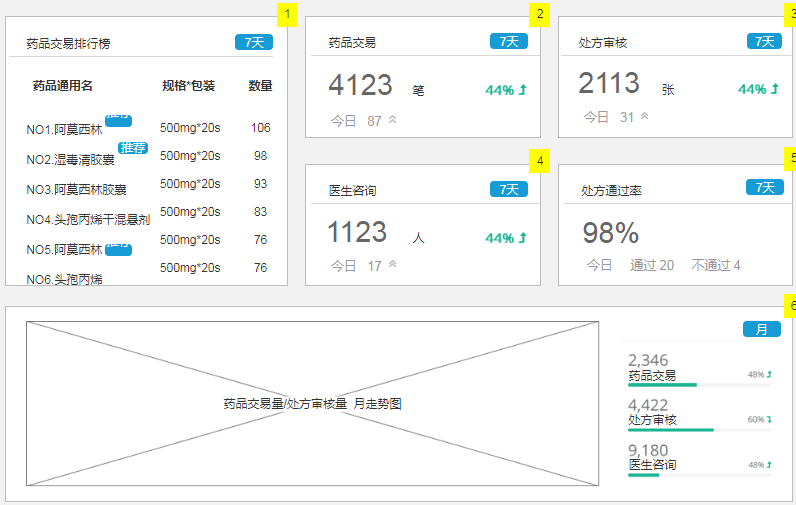 1
药品交易排行榜 7天
药品通用名 规格*包装 数量
NO1.阿莫西林 推荐 500mg*20s 106
NO2.湿毒清胶囊 推荐 500mg*20s 98
NO3.阿莫西林胶囊 500mg*20s 93
NO4.头孢丙烯干混悬剂 500mg*20s 83
NO5.阿莫西林 推荐 500mg*20s 76
NO6.头孢丙烯 500mg*20s 76
2
药品交易 7天
4123 笔 44%
今日 87
3
处方审核 7天
2113 张 44%
今日 31
4
医生咨询 7天
1123 人 44%
今日 17
5
处方通过率 7天
98%
今日 通过 20 不通过 4
6
药品交易量/处方审核量 月走势图
月
2,346
药品交易 48%
4,422
处方审核 60%
9,180
医生咨询 48%